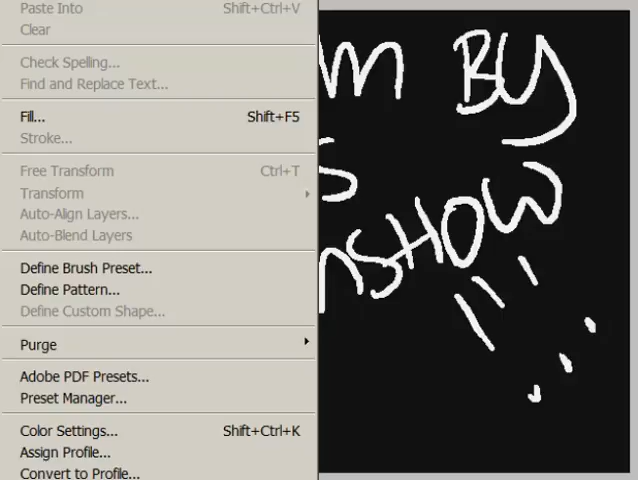 Paste Into Shift+Ctrl+V
Clear
Check Spelling...
Find and Replace Text...
Fill... Shift+F5
Stroke...
Free Transform Ctrl+T
Transform
Auto-Align Layers...
Auto-Blend Layers
Define Brush Preset...
Define Pattern...
Define Custom Shape...
Purge
Adobe PDF Presets...
Preset Manager...
Color Settings... Shift+Ctrl+K
Assign Profile...
Convert to Profile...
m BY
S
nSHOW
!!!